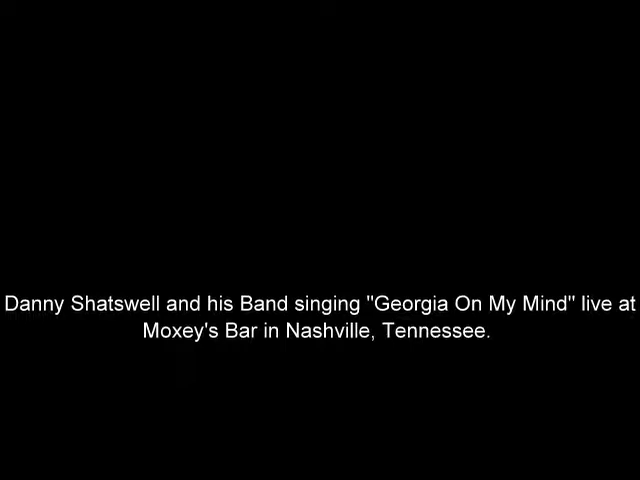 Danny Shatswell and his Band singing "Georgia On My Mind" live at
Moxey's Bar in Nashville, Tennessee.